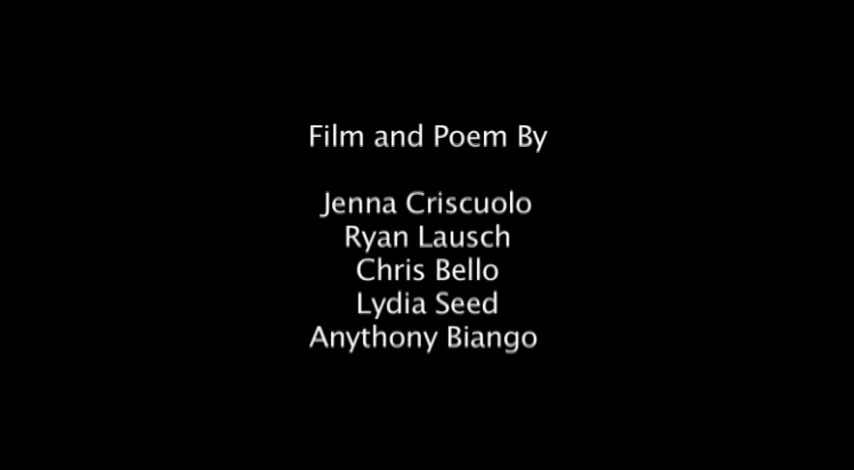 Film and Poem By
Jenna Criscuolo
Ryan Lausch
Chris Bello
Lydia Seed
Anythony Biango